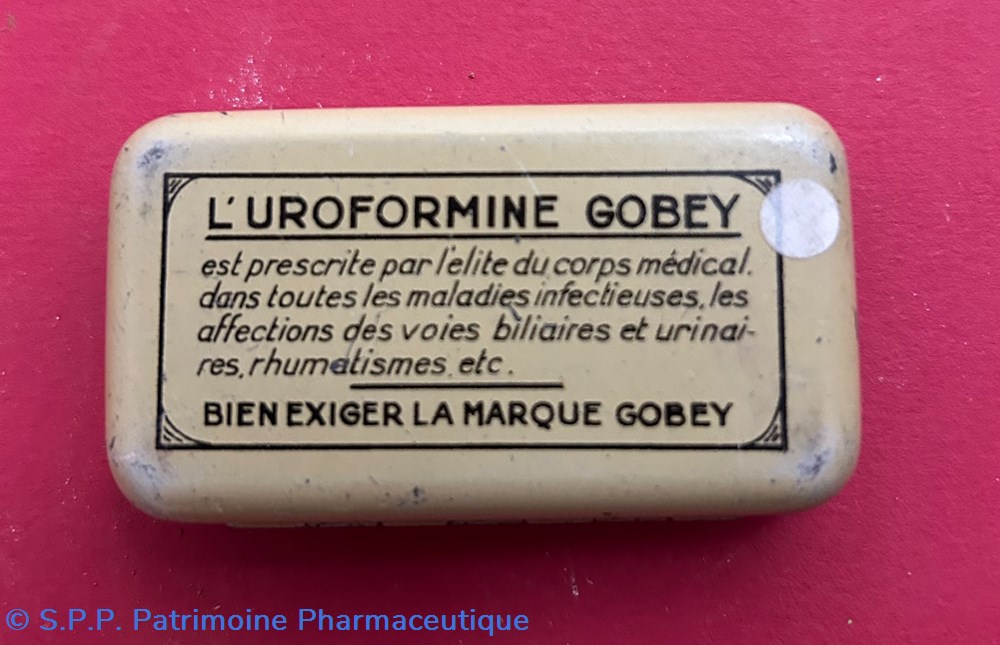 L'UROFORMINE GOBEY
est prescrite par l'elite du corps médical.
dans toutes les maladies infectieuses, les
affections des voies biliaires et urinai-
res, rhumatismes, etc.
BIEN EXIGER LA MARQUE GOBEY
© S.P.P. Patrimoine Pharmaceutique